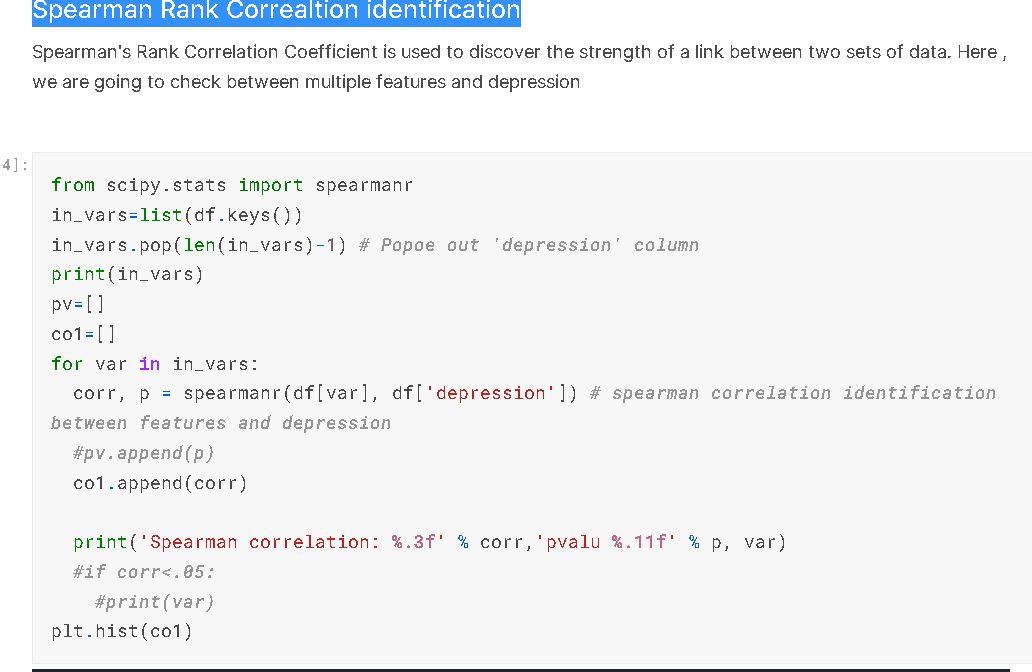 Spearman Rank Correaltion identification
Spearman's Rank Correlation Coefficient is used to discover the strength of a link between two sets of data. Here ,
we are going to check between multiple features and depression
4]:
from scipy.stats import spearmanr
in_vars=list(df.keys())
in_vars.pop(len(in_vars)-1) # Popoe out 'depression' column
print(in_vars)
pv=[]
co1=[]
for var in in_vars:
  corr, p = spearmanr(df[var], df['depression']) # spearman correlation identification
between features and depression
  #pv.append(p)
  co1.append(corr)
  print('Spearman correlation: %.3f' % corr,'pvalu %.11f' % p, var)
  #if corr<.05:
    #print(var)
plt.hist(co1)